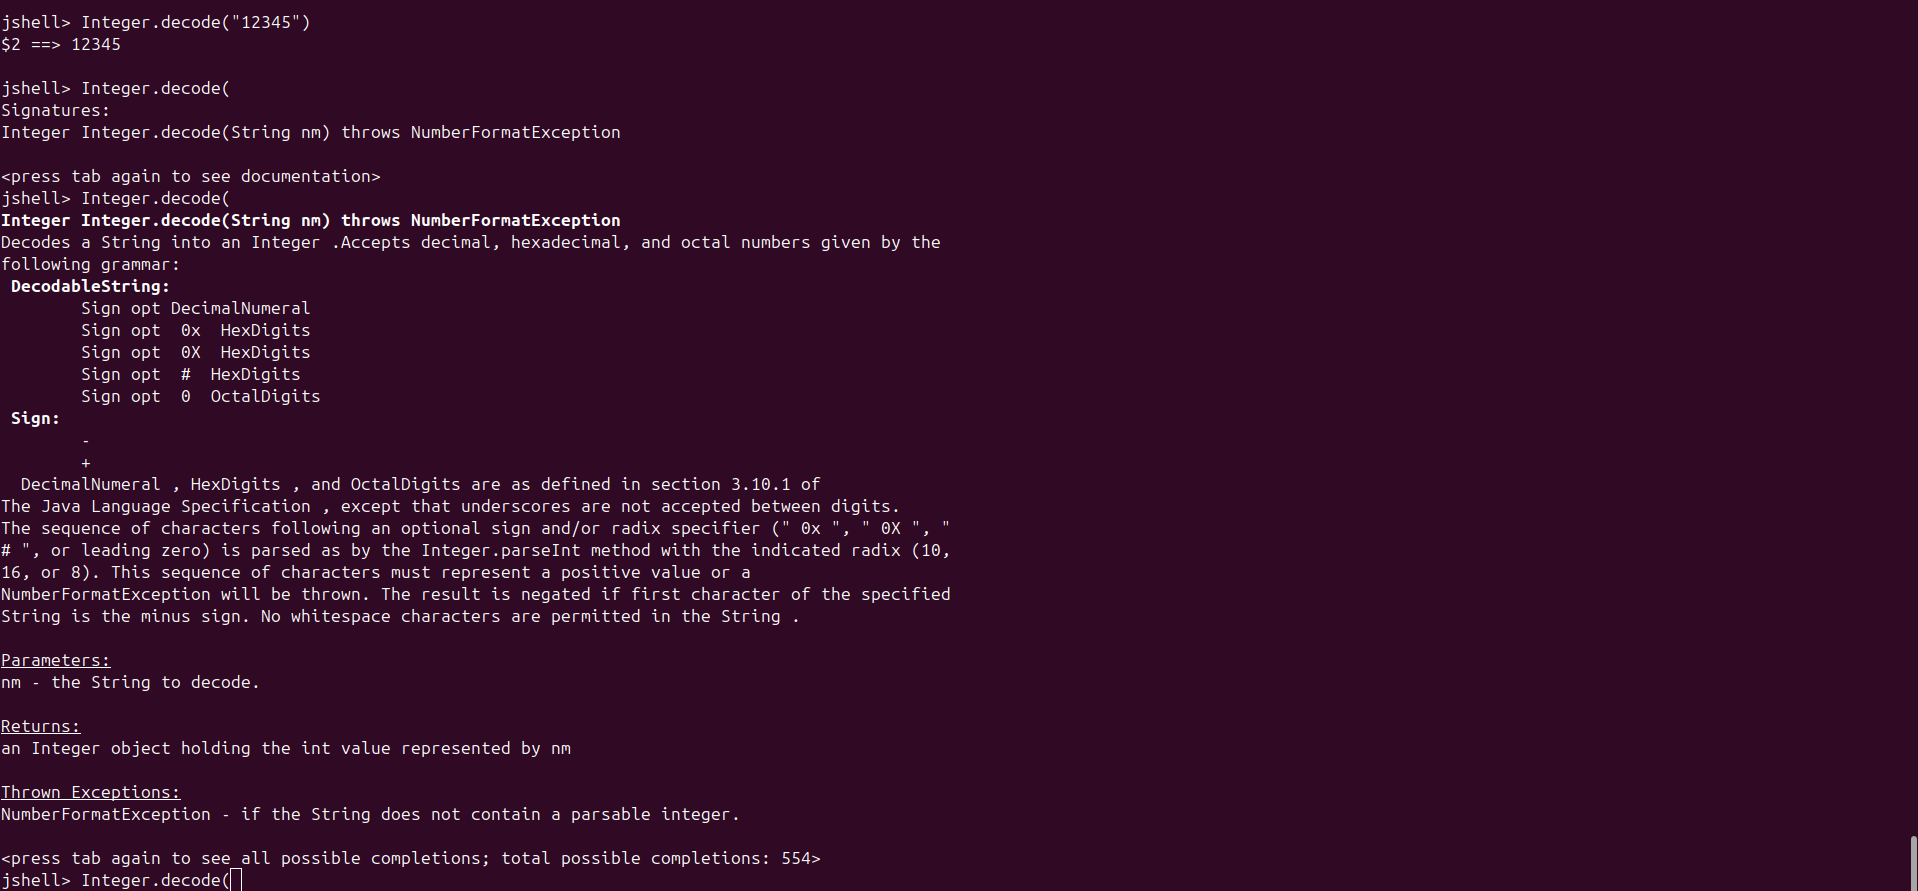 jshell> Integer.decode("12345")
$2 ==> 12345
jshell> Integer.decode(
Signatures:
Integer Integer.decode(String nm) throws NumberFormatException
<press tab again to see documentation>
jshell> Integer.decode(
Integer Integer.decode(String nm) throws NumberFormatException
Decodes a String into an Integer .Accepts decimal, hexadecimal, and octal numbers given by the
following grammar:
DecodableString:
Sign opt DecimalNumeral
Sign opt  0x  HexDigits
Sign opt  0X  HexDigits
Sign opt  #  HexDigits
Sign opt  0  OctalDigits
Sign:
-
+
DecimalNumeral , HexDigits , and OctalDigits are as defined in section 3.10.1 of
The Java Language Specification , except that underscores are not accepted between digits.
The sequence of characters following an optional sign and/or radix specifier (" 0x ", " 0X ", "
# ", or leading zero) is parsed as by the Integer.parseInt method with the indicated radix (10,
16, or 8). This sequence of characters must represent a positive value or a
NumberFormatException will be thrown. The result is negated if first character of the specified
String is the minus sign. No whitespace characters are permitted in the String .
Parameters:
nm - the String to decode.
Returns:
an Integer object holding the int value represented by nm
Thrown Exceptions:
NumberFormatException - if the String does not contain a parsable integer.
<press tab again to see all possible completions; total possible completions: 554>
jshell> Integer.decode(